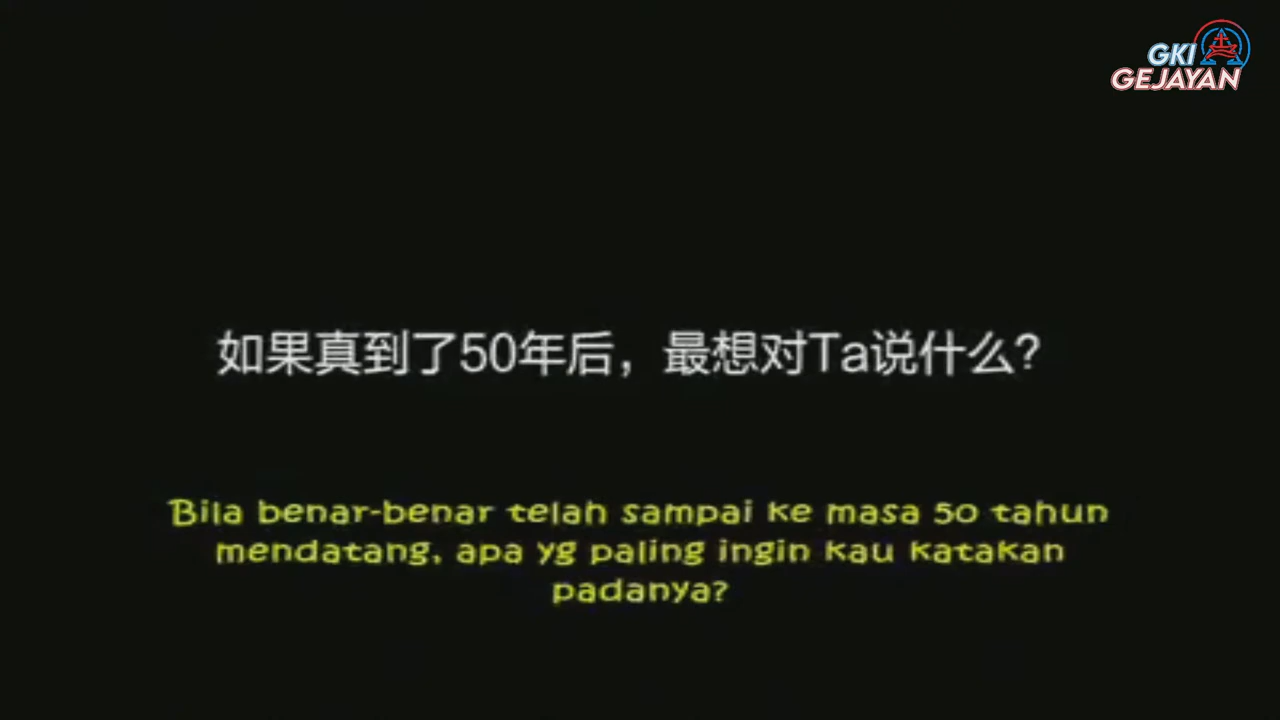 GKI
GEJAYAN
如果真到了50年后，最想对Ta说什么?
Bila benar-benar telah sampai ke masa 50 tahun
mendatang, apa yg paling ingin kau katakan
padanya?